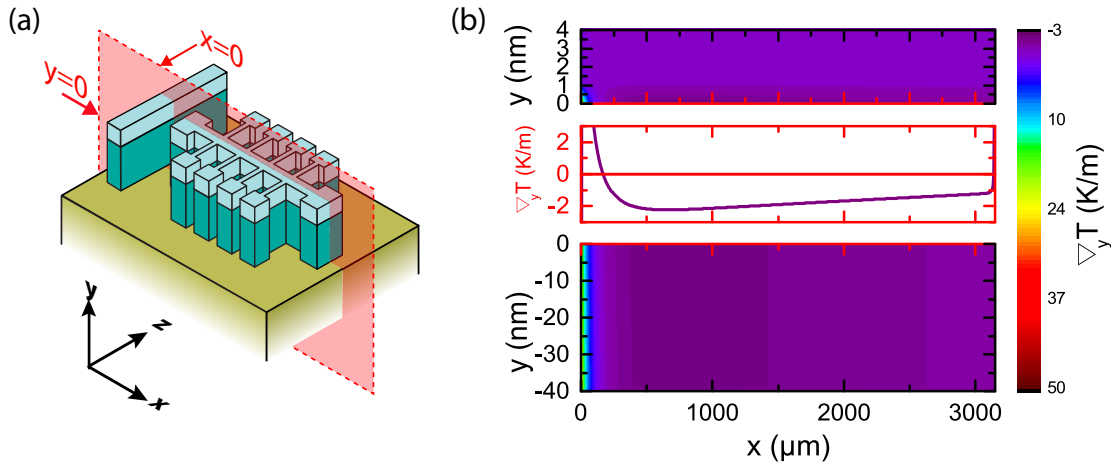 (a)
x=0
y=0
y
z
x
(b)
y (nm)
4
3
2
1
0
∇yT (K/m)
2
0
-2
y (nm)
0
-10
-20
-30
-40
0
1000
2000
3000
x (μm)
-3
10
24
37
50
∇yT (K/m)